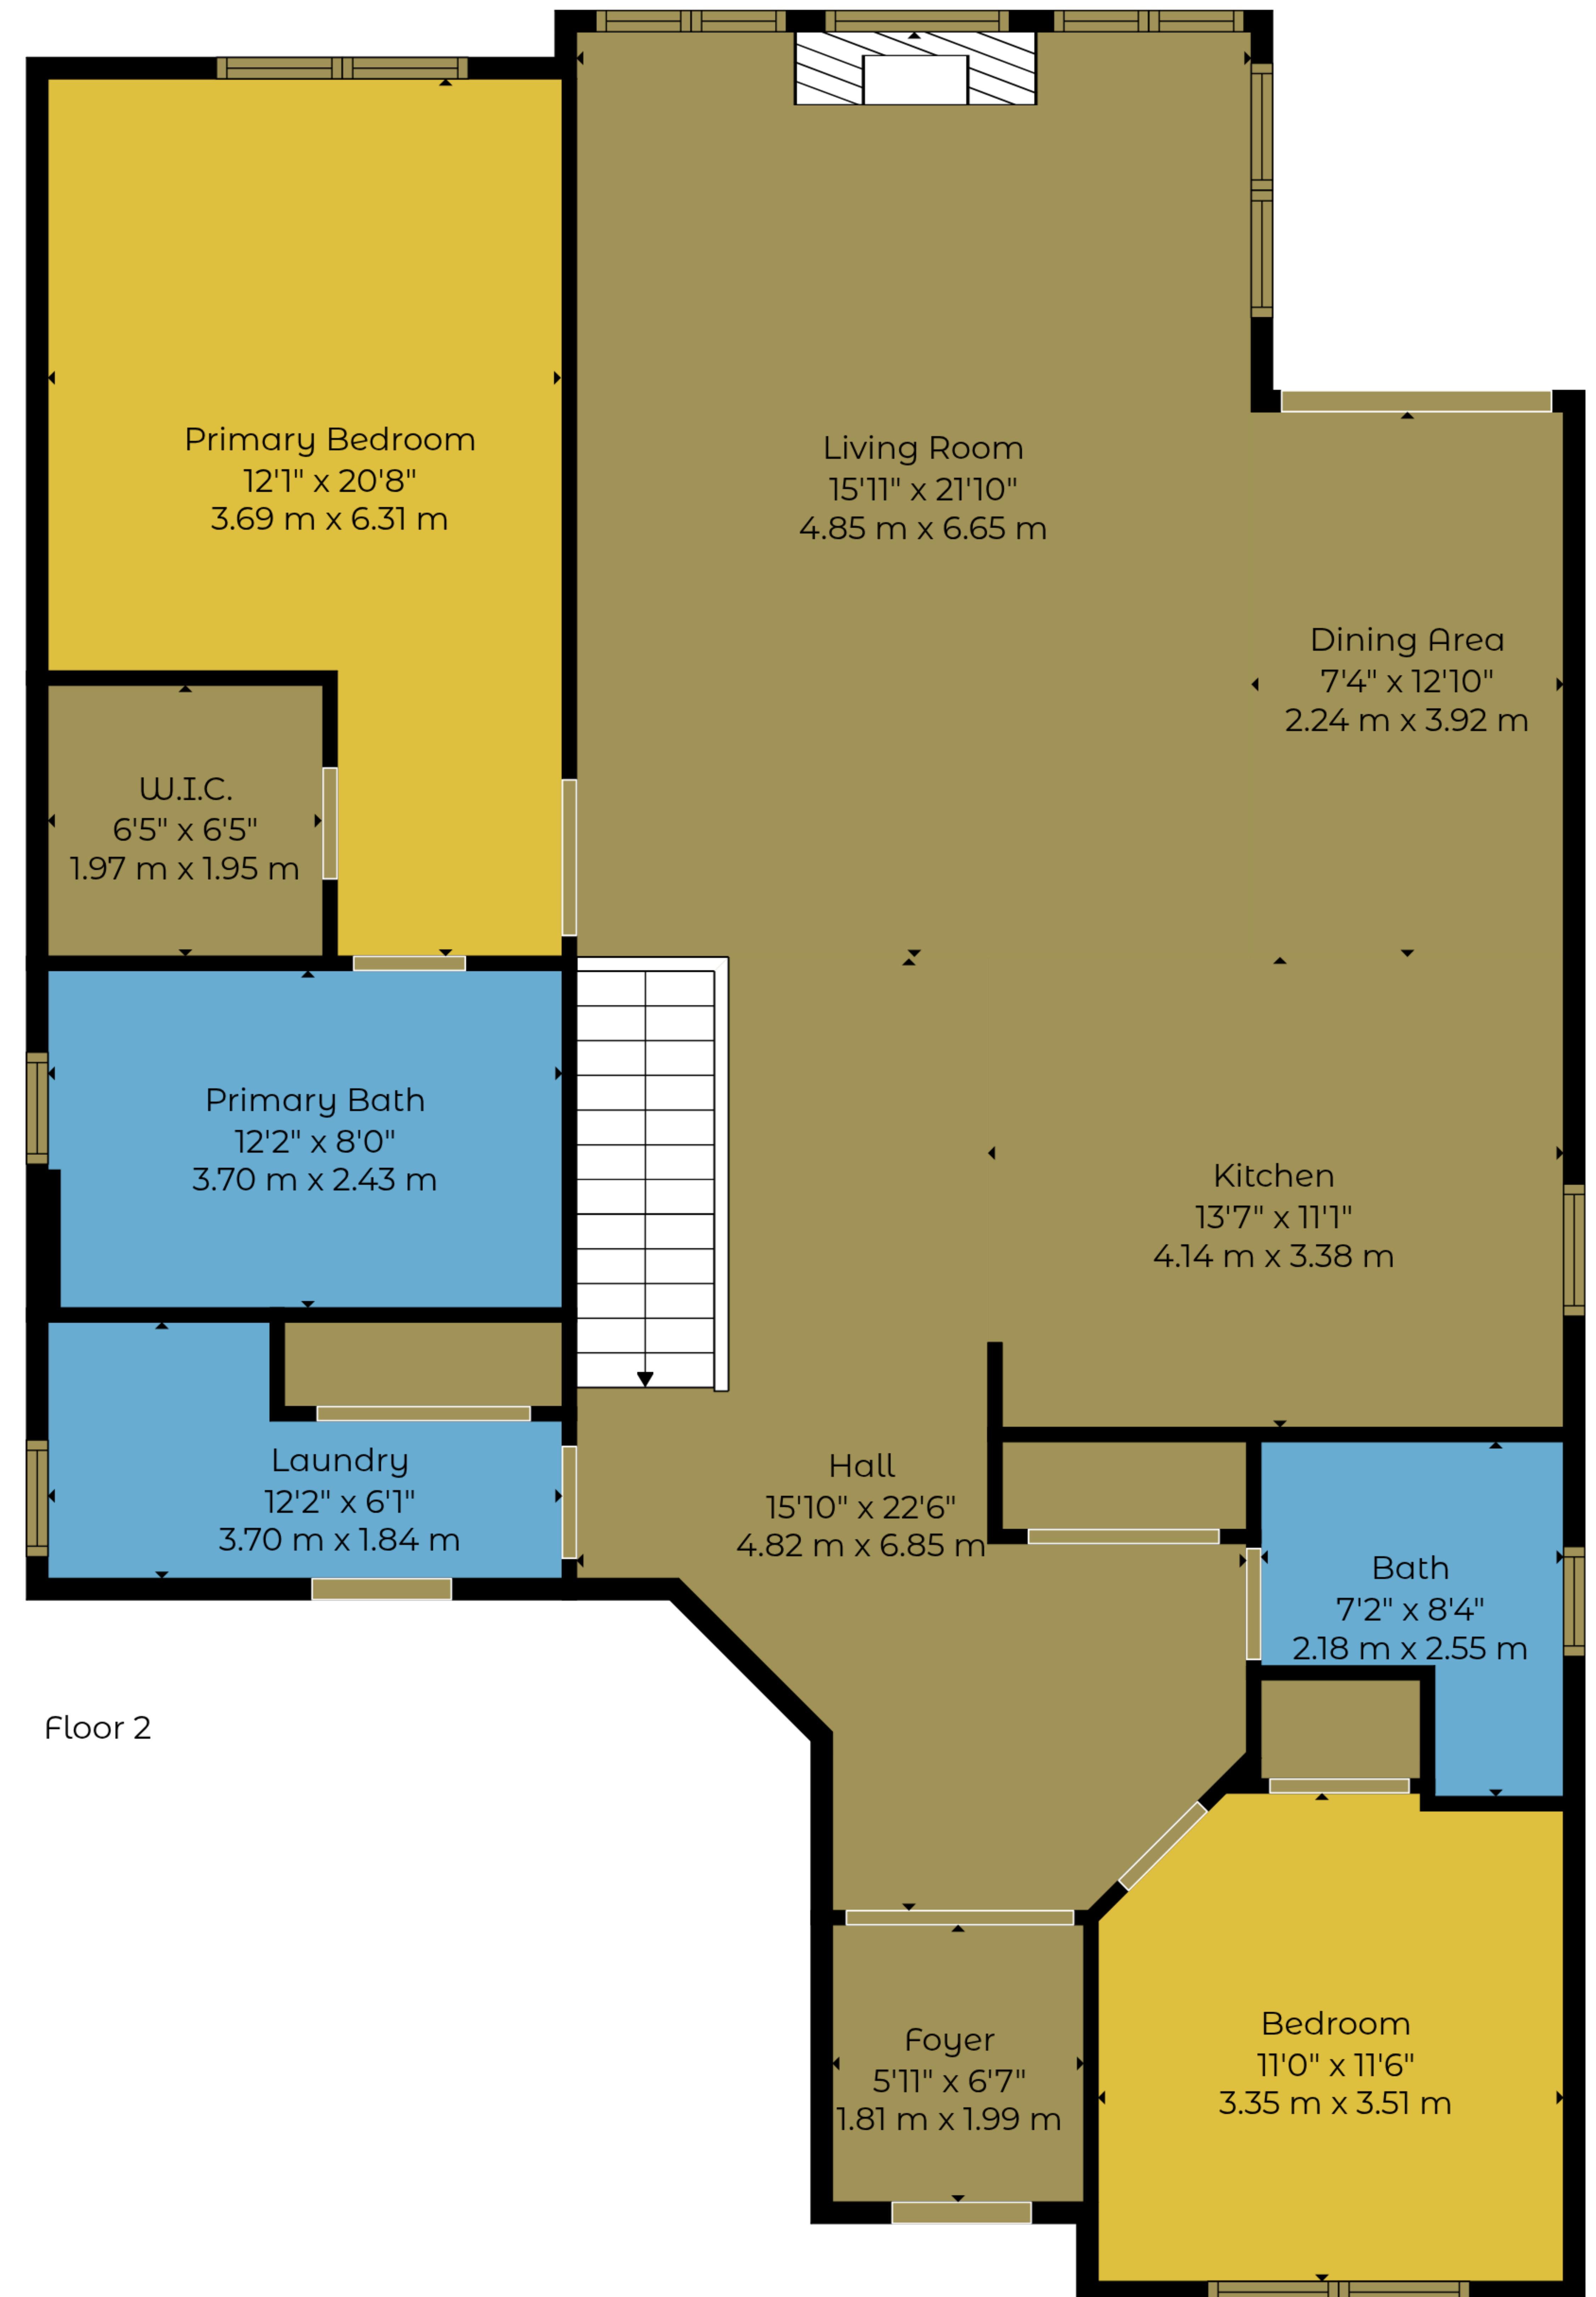 Primary Bedroom
12'1" x 20'8"
3.69 m x 6.31 m
Living Room
15'11" x 21'10"
4.85 m x 6.65 m
Dining Area
7'4" x 12'10"
2.24 m x 3.92 m
W.I.C.
6'5" x 6'5"
1.97 m x 1.95 m
Primary Bath
12'2" x 8'0"
3.70 m x 2.43 m
Kitchen
13'7" x 11'1"
4.14 m x 3.38 m
Laundry
12'2" x 6'1"
3.70 m x 1.84 m
Hall
15'10" x 22'6"
4.82 m x 6.85 m
Bath
7'2" x 8'4"
2.18 m x 2.55 m
Floor 2
Foyer
5'11" x 6'7"
1.81 m x 1.99 m
Bedroom
11'0" x 11'6"
3.35 m x 3.51 m